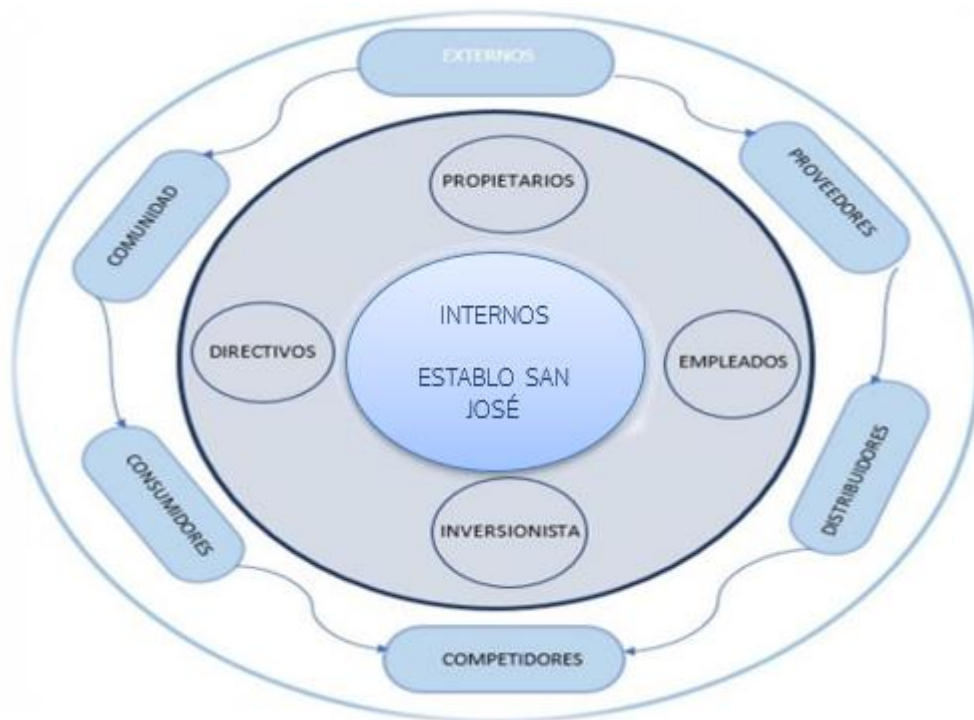 EXTERNOS
COMUNIDAD
PROVEEDORES
PROPIETARIOS
INTERNOS
ESTABLO SAN
JOSÉ
DIRECTIVOS
EMPLEADOS
CONSUMIDORES
DISTRIBUIDORES
INVERSIONISTA
COMPETIDORES